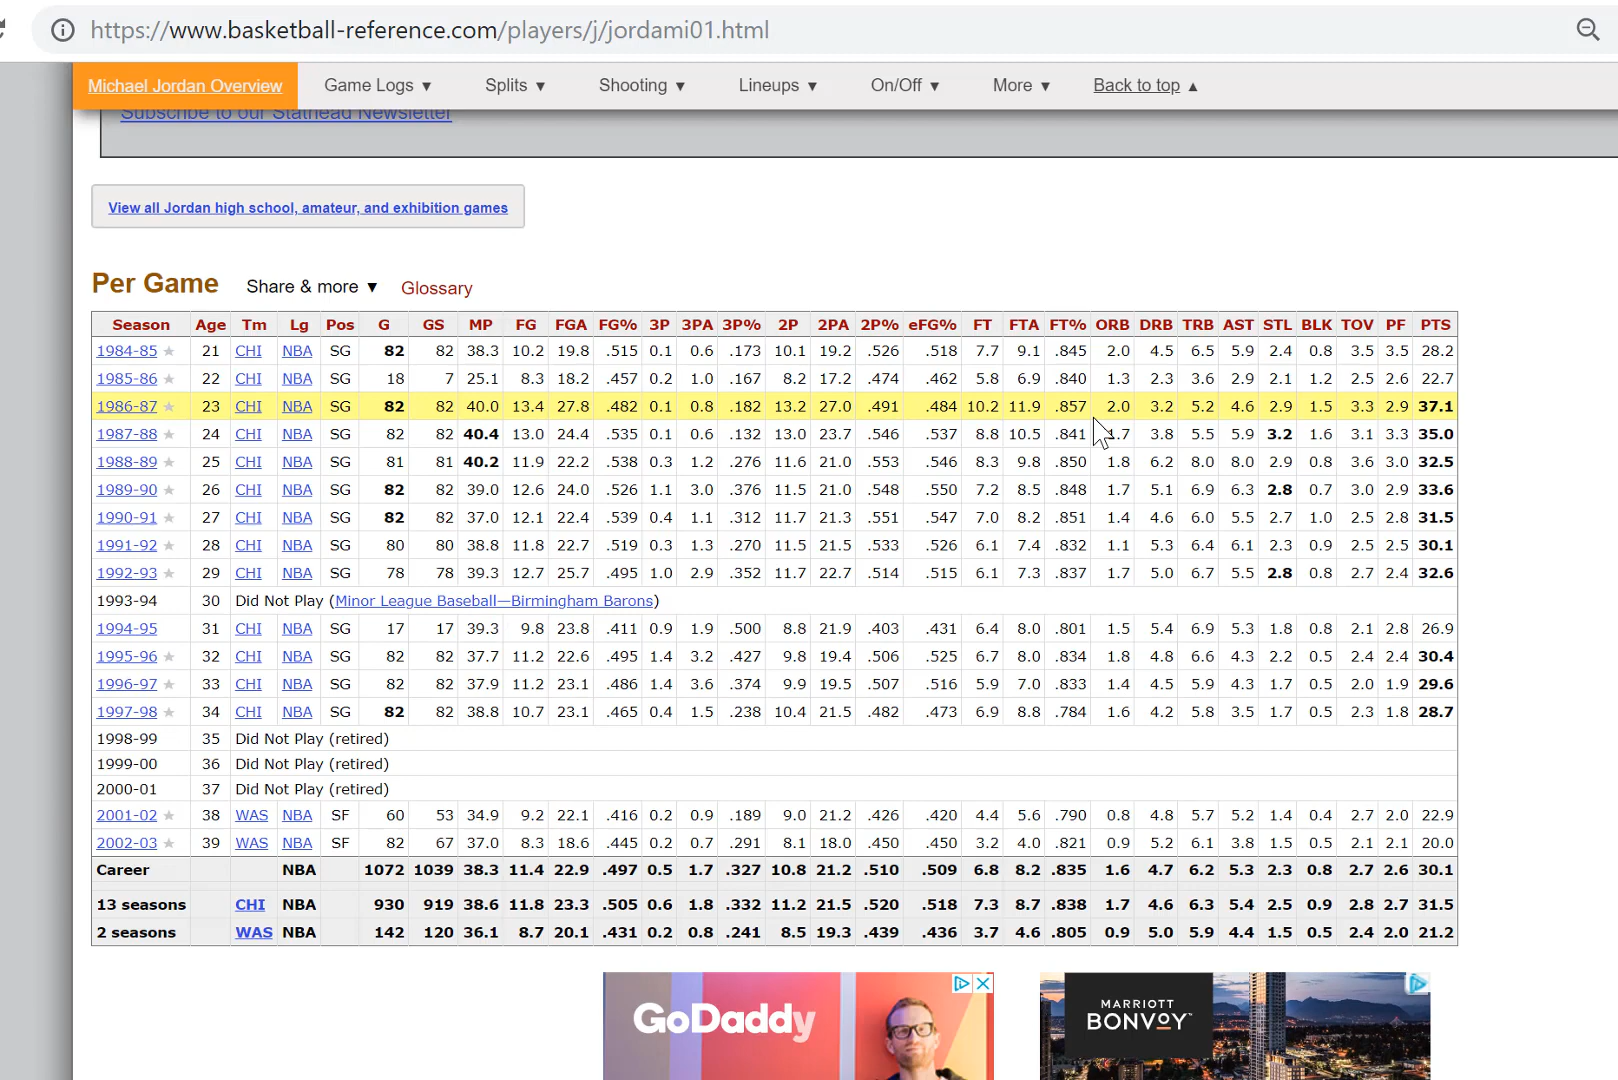 https://www.basketball-reference.com/players/j/jordami01.html
Michael Jordan Overview Game Logs ▼ Splits ▼ Shooting ▼ Lineups ▼ On/Off ▼ More ▼ Back to top ▲
Subscribe to our Stathead Newsletter
View all Jordan high school, amateur, and exhibition games
Per Game Share & more ▼ Glossary
Season Age Tm Lg Pos G GS MP FG FGA FG% 3P 3PA 3P% 2P 2PA 2P% eFG% FT FTA FT% ORB DRB TRB AST STL BLK TOV PF PTS
1984-85 ★ 21 CHI NBA SG 82 82 38.3 10.2 19.8 .515 0.1 0.6 .173 10.1 19.2 .526 .518 7.7 9.1 .845 2.0 4.5 6.5 5.9 2.4 0.8 3.5 3.5 28.2
1985-86 ★ 22 CHI NBA SG 18 7 25.1 8.3 18.2 .457 0.2 1.0 .167 8.2 17.2 .474 .462 5.8 6.9 .840 1.3 2.3 3.6 2.9 2.1 1.2 2.5 2.6 22.7
1986-87 ★ 23 CHI NBA SG 82 82 40.0 13.4 27.8 .482 0.1 0.8 .182 13.2 27.0 .491 .484 10.2 11.9 .857 2.0 3.2 5.2 4.6 2.9 1.5 3.3 2.9 37.1
1987-88 ★ 24 CHI NBA SG 82 82 40.4 13.0 24.4 .535 0.1 0.6 .132 13.0 23.7 .546 .537 8.8 10.5 .841 1.7 3.8 5.5 5.9 3.2 1.6 3.1 3.3 35.0
1988-89 ★ 25 CHI NBA SG 81 81 40.2 11.9 22.2 .538 0.3 1.2 .276 11.6 21.0 .553 .546 8.3 9.8 .850 1.8 6.2 8.0 8.0 2.9 0.8 3.6 3.0 32.5
1989-90 ★ 26 CHI NBA SG 82 82 39.0 12.6 24.0 .526 1.1 3.0 .376 11.5 21.0 .548 .550 7.2 8.5 .848 1.7 5.1 6.9 6.3 2.8 0.7 3.0 2.9 33.6
1990-91 ★ 27 CHI NBA SG 82 82 37.0 12.1 22.4 .539 0.4 1.1 .312 11.7 21.3 .551 .547 7.0 8.2 .851 1.4 4.6 6.0 5.5 2.7 1.0 2.5 2.8 31.5
1991-92 ★ 28 CHI NBA SG 80 80 38.8 11.8 22.7 .519 0.3 1.3 .270 11.5 21.5 .533 .526 6.1 7.4 .832 1.1 5.3 6.4 6.1 2.3 0.9 2.5 2.5 30.1
1992-93 ★ 29 CHI NBA SG 78 78 39.3 12.7 25.7 .495 1.0 2.9 .352 11.7 22.7 .514 .515 6.1 7.3 .837 1.7 5.0 6.7 5.5 2.8 0.8 2.7 2.4 32.6
1993-94 30 Did Not Play (Minor League Baseball—Birmingham Barons)
1994-95 31 CHI NBA SG 17 17 39.3 9.8 23.8 .411 0.9 1.9 .500 8.8 21.9 .403 .431 6.4 8.0 .801 1.5 5.4 6.9 5.3 1.8 0.8 2.1 2.8 26.9
1995-96 ★ 32 CHI NBA SG 82 82 37.7 11.2 22.6 .495 1.4 3.2 .427 9.8 19.4 .506 .525 6.7 8.0 .834 1.8 4.8 6.6 4.3 2.2 0.5 2.4 2.4 30.4
1996-97 ★ 33 CHI NBA SG 82 82 37.9 11.2 23.1 .486 1.4 3.6 .374 9.9 19.5 .507 .516 5.9 7.0 .833 1.4 4.5 5.9 4.3 1.7 0.5 2.0 1.9 29.6
1997-98 ★ 34 CHI NBA SG 82 82 38.8 10.7 23.1 .465 0.4 1.5 .238 10.4 21.5 .482 .473 6.9 8.8 .784 1.6 4.2 5.8 3.5 1.7 0.5 2.3 1.8 28.7
1998-99 35 Did Not Play (retired)
1999-00 36 Did Not Play (retired)
2000-01 37 Did Not Play (retired)
2001-02 ★ 38 WAS NBA SF 60 53 34.9 9.2 22.1 .416 0.2 0.9 .189 9.0 21.2 .426 .420 4.4 5.6 .790 0.8 4.8 5.7 5.2 1.4 0.4 2.7 2.0 22.9
2002-03 ★ 39 WAS NBA SF 82 67 37.0 8.3 18.6 .445 0.2 0.7 .291 8.1 18.0 .450 .450 3.2 4.0 .821 0.9 5.2 6.1 3.8 1.5 0.5 2.1 2.1 20.0
Career NBA 1072 1039 38.3 11.4 22.9 .497 0.5 1.7 .327 10.8 21.2 .510 .509 6.8 8.2 .835 1.6 4.7 6.2 5.3 2.3 0.8 2.7 2.6 30.1
13 seasons CHI NBA 930 919 38.6 11.8 23.3 .505 0.6 1.8 .332 11.2 21.5 .520 .518 7.3 8.7 .838 1.7 4.6 6.3 5.4 2.5 0.9 2.8 2.7 31.5
2 seasons WAS NBA 142 120 36.1 8.7 20.1 .431 0.2 0.8 .241 8.5 19.3 .439 .436 3.7 4.6 .805 0.9 5.0 5.9 4.4 1.5 0.5 2.4 2.0 21.2
GoDaddy
MARRIOTT
BONVOY